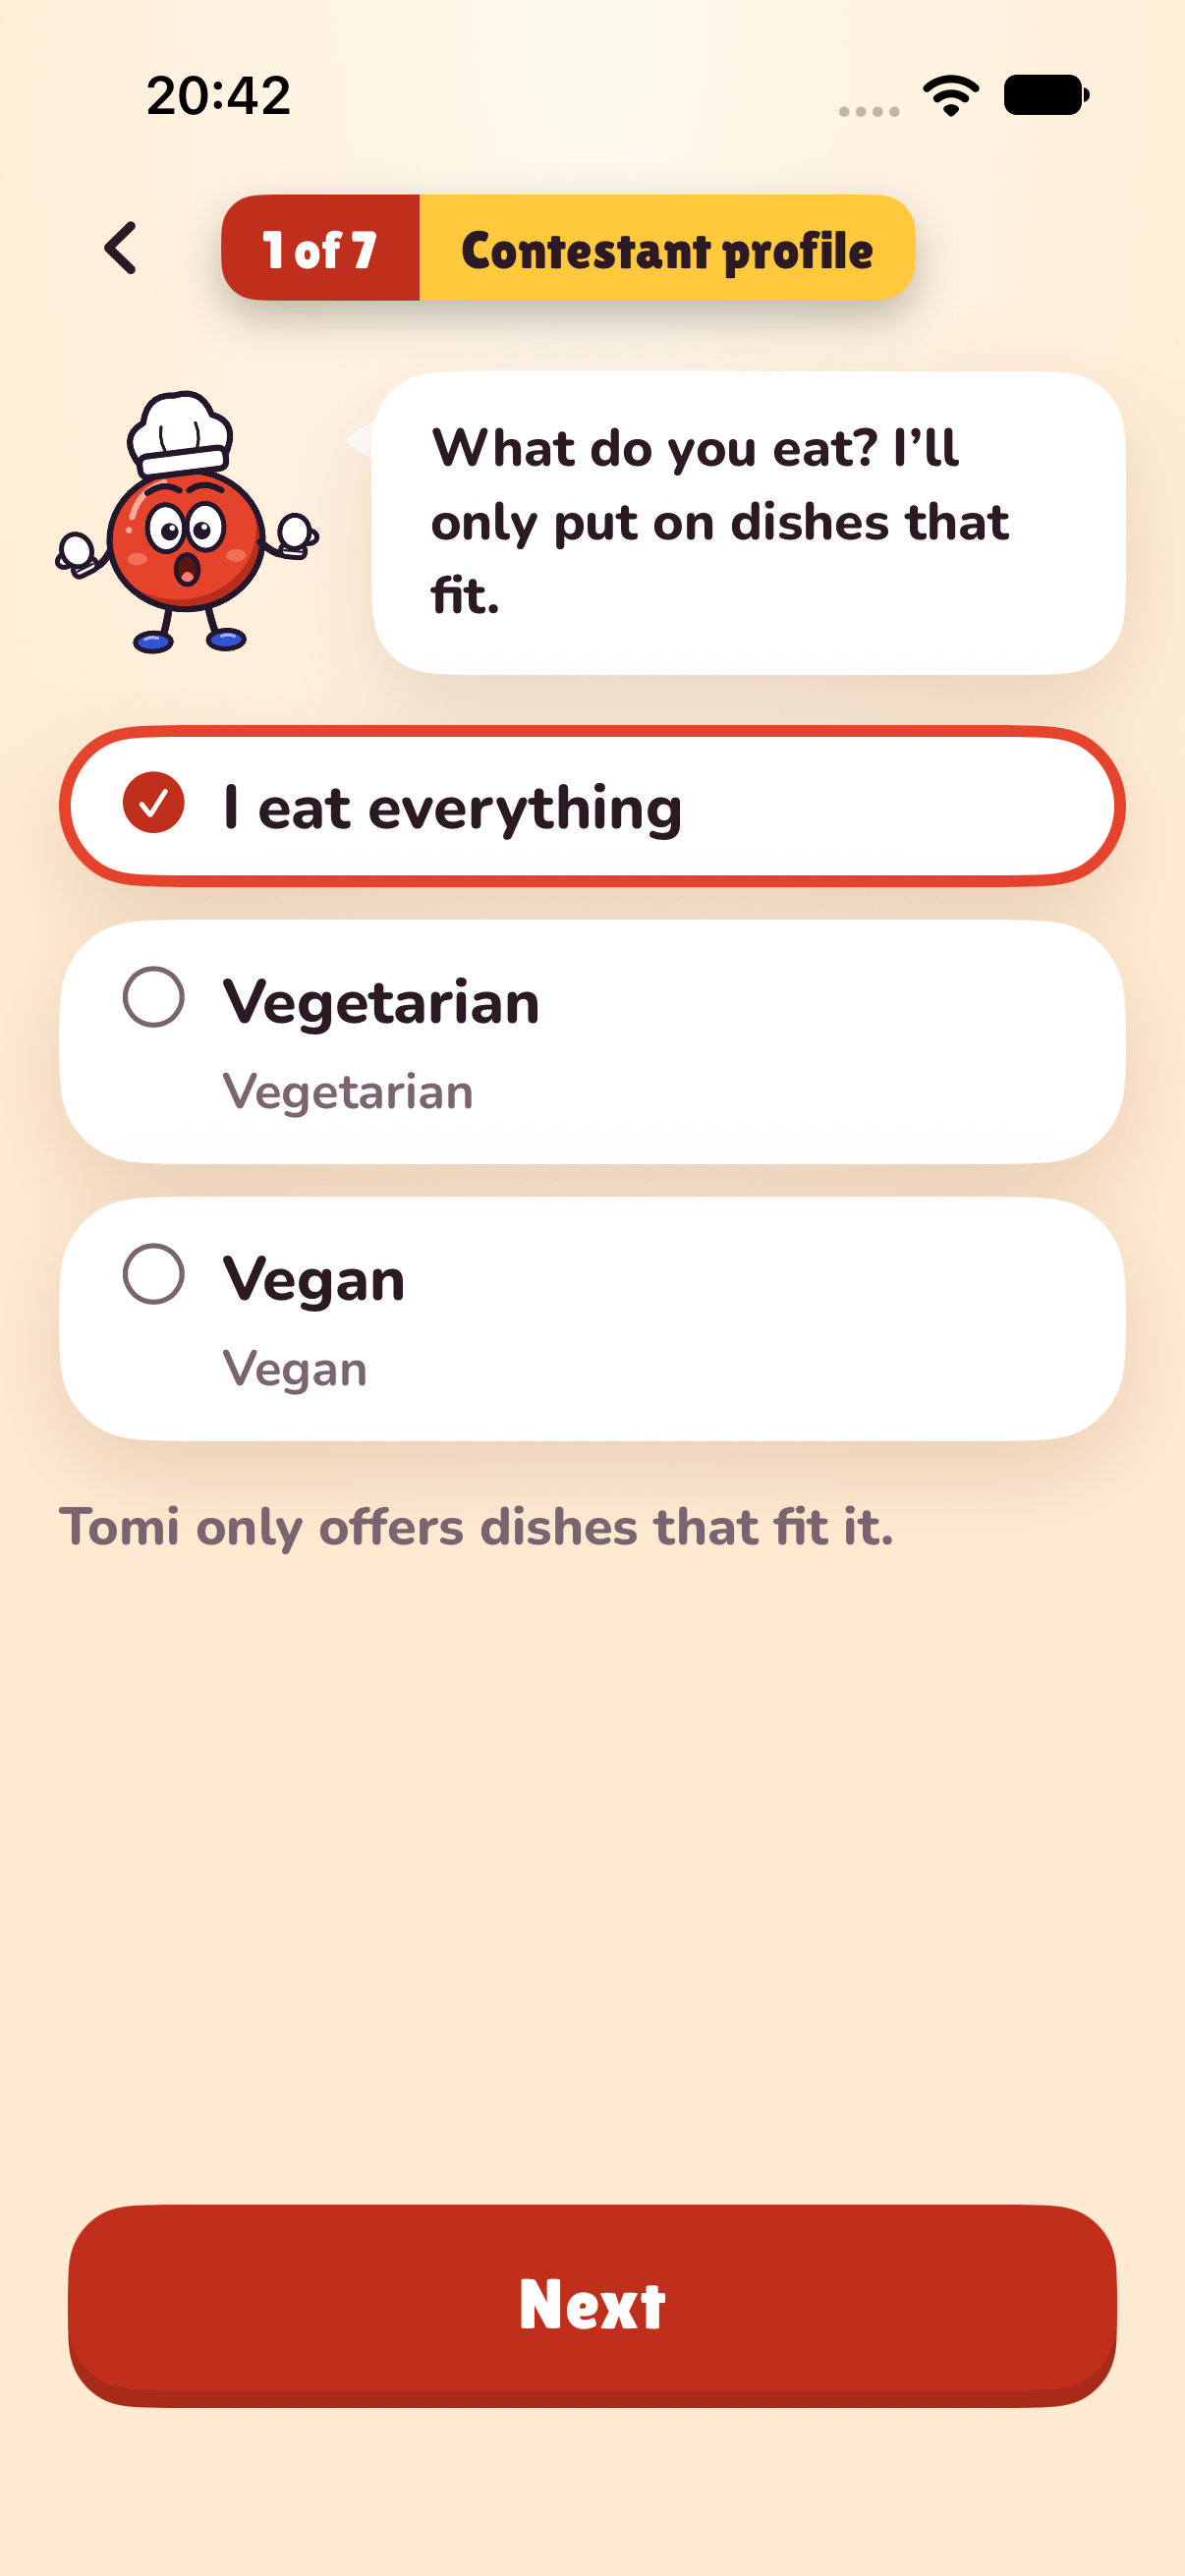 20:42
1 of 7
Contestant profile
What do you eat? I’ll
only put on dishes that
fit.
I eat everything
Vegetarian
Vegetarian
Vegan
Vegan
Tomi only offers dishes that fit it.
Next